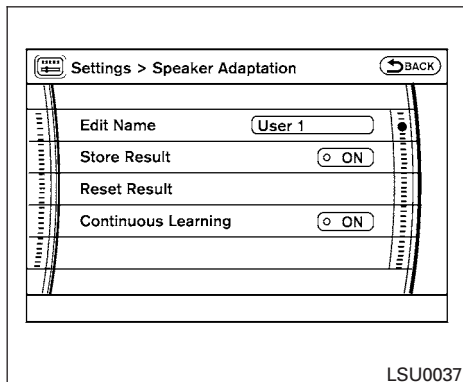 Settings > Speaker Adaptation BACK
Edit Name User 1
Store Result ON
Reset Result
Continuous Learning ON
LSU0037